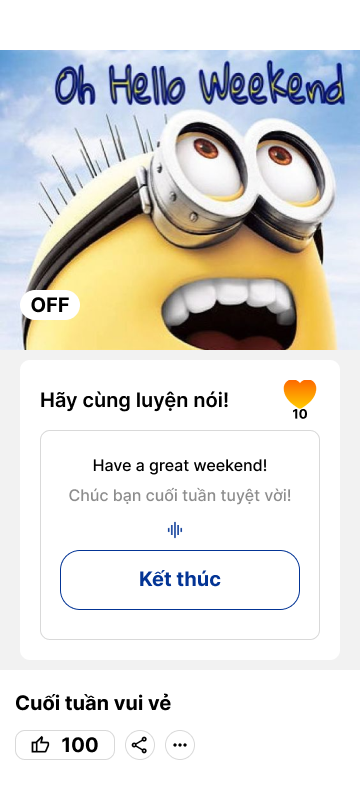 Oh Hello Weekend
OFF
Hãy cùng luyện nói!
10
Have a great weekend!
Chúc bạn cuối tuần tuyệt vời!
Kết thúc
Cuối tuần vui vẻ
100